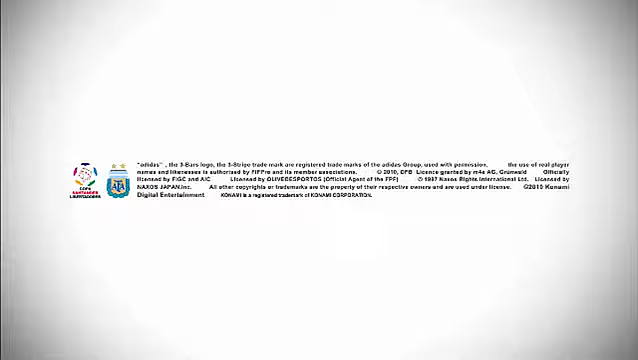 "adidas" , the 3-Bars logo, the 3-Stripe trade mark are registered trade marks of the adidas Group, used with permission. the use of real player
names and likenesses is authorised by FIFPro and its member associations. © 2010, DFB Licence granted by m4e AG, Grünwald Officially
licensed by FIGC and AIC Licensed by OLIVEDESPORTOS (Official Agent of the FPF) © 1997 Naxos Rights International Ltd. Licensed by
NAXOS JAPAN.Inc. All other copyrights or trademarks are the property of their respective owners and are used under license. ©2010 Konami
Digital Entertainment KONAMI is a registered trademark of KONAMI CORPORATION.
COPA
SANTANDER
LIBERTADORES
AFA